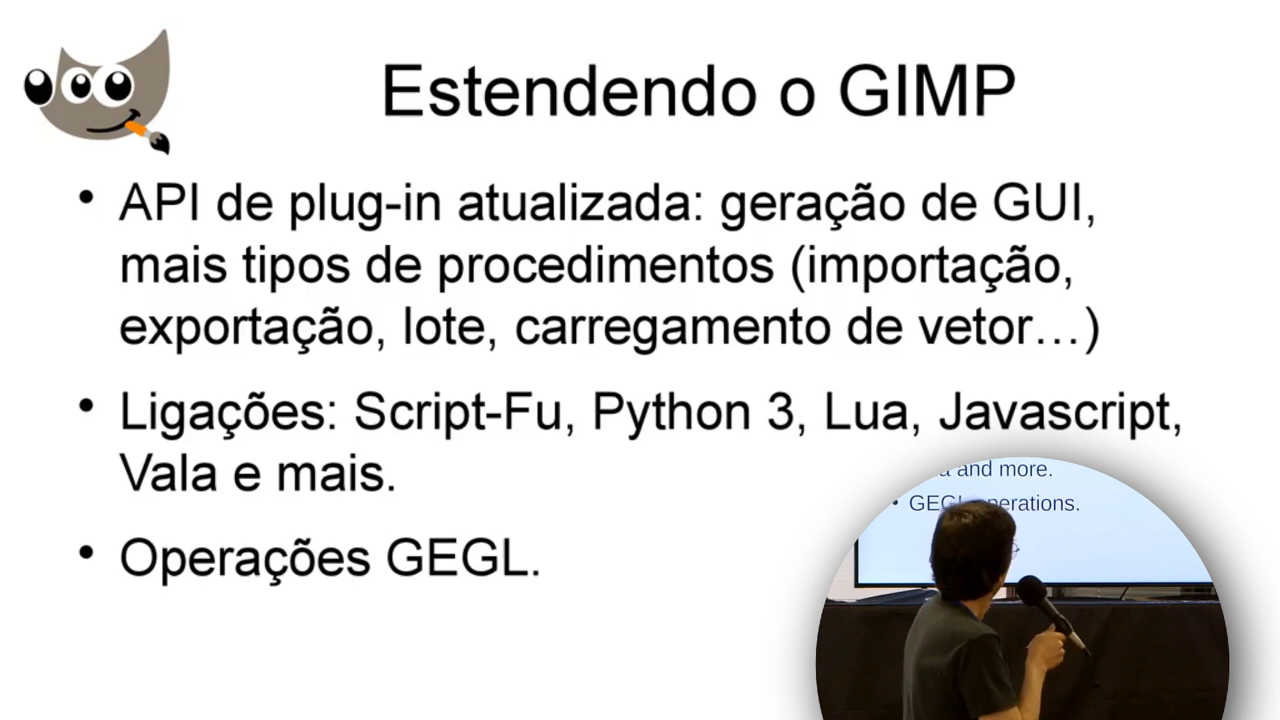 Estendendo o GIMP
• API de plug-in atualizada: geração de GUI,
mais tipos de procedimentos (importação,
exportação, lote, carregamento de vetor…)
• Ligações: Script-Fu, Python 3, Lua, Javascript,
Vala e mais.
• Operações GEGL.
and more.